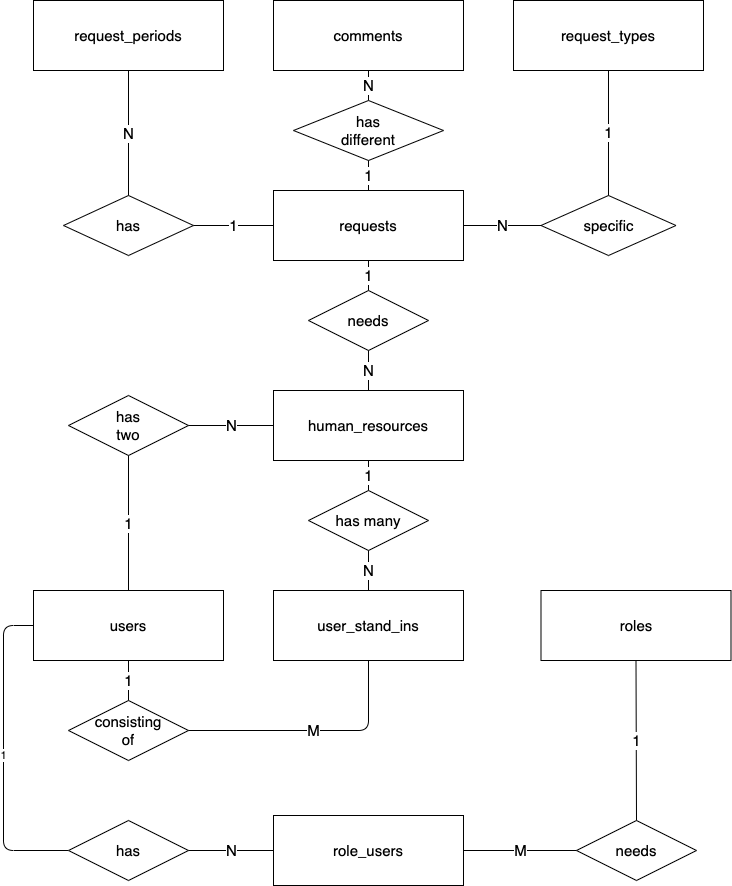 request_periods
comments
request_types
N
N
1
has
different
1
has
1
requests
N
specific
1
needs
N
has
two
N
human_resources
1
has many
1
N
users
user_stand_ins
roles
1
consisting
of
M
1
1
has
N
role_users
M
needs